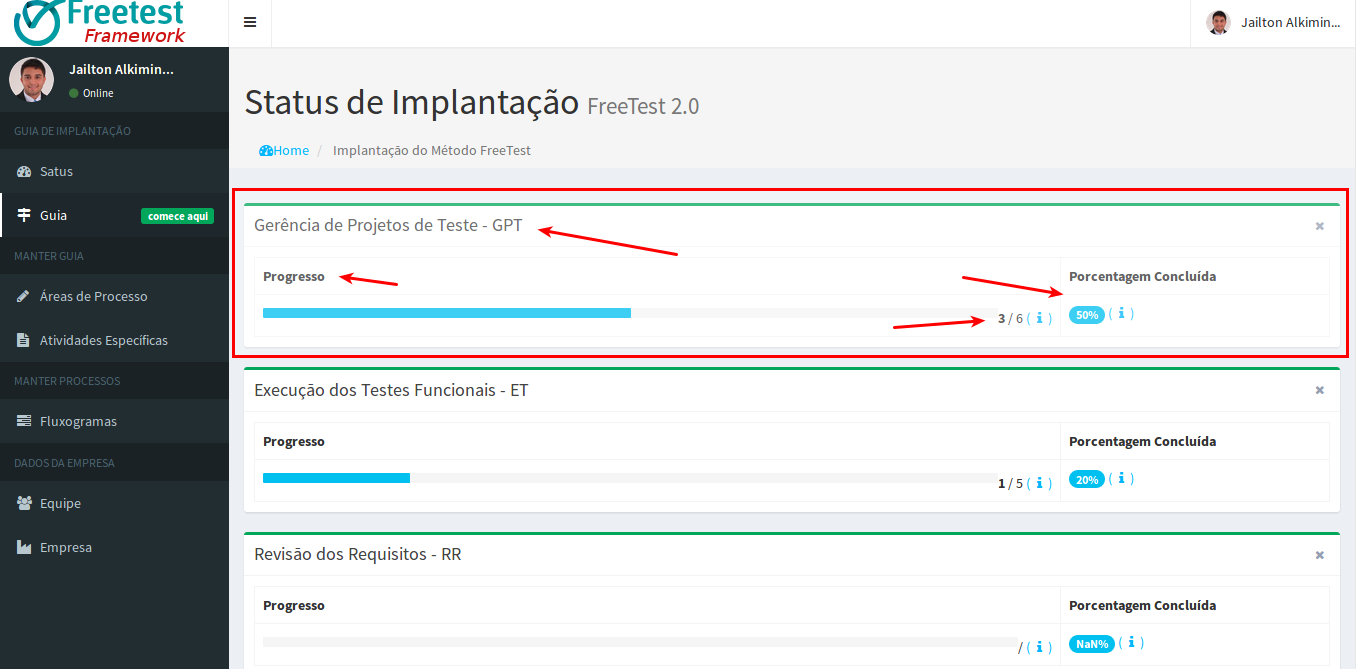 Freetest
Framework
Jailton Alkimin...
Jailton Alkimin...
Online
GUIA DE IMPLANTAÇÃO
Satus
Guia
comece aqui
MANTER GUIA
Áreas de Processo
Atividades Específicas
MANTER PROCESSOS
Fluxogramas
DADOS DA EMPRESA
Equipe
Empresa
Status de Implantação FreeTest 2.0
Home / Implantação do Método FreeTest
Gerência de Projetos de Teste - GPT
Progresso
Porcentagem Concluída
3 / 6 ( i )
50% ( i )
Execução dos Testes Funcionais - ET
Progresso
Porcentagem Concluída
1 / 5 ( i )
20% ( i )
Revisão dos Requisitos - RR
Progresso
Porcentagem Concluída
/ ( i )
NaN% ( i )